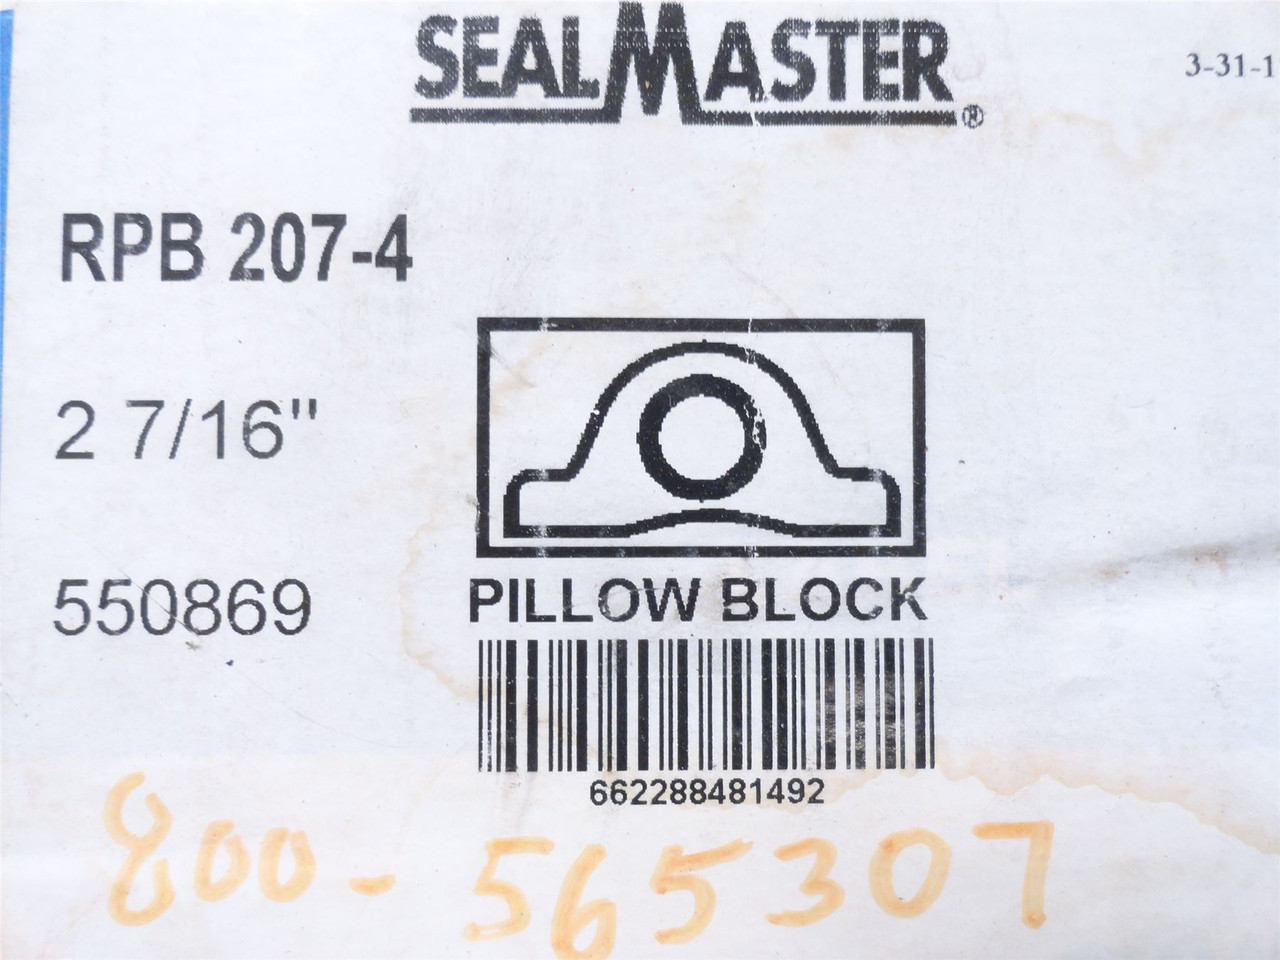 SEALMASTER®
3-31-1
RPB 207-4
2 7/16"
550869
PILLOW BLOCK
662288481492
800-565307